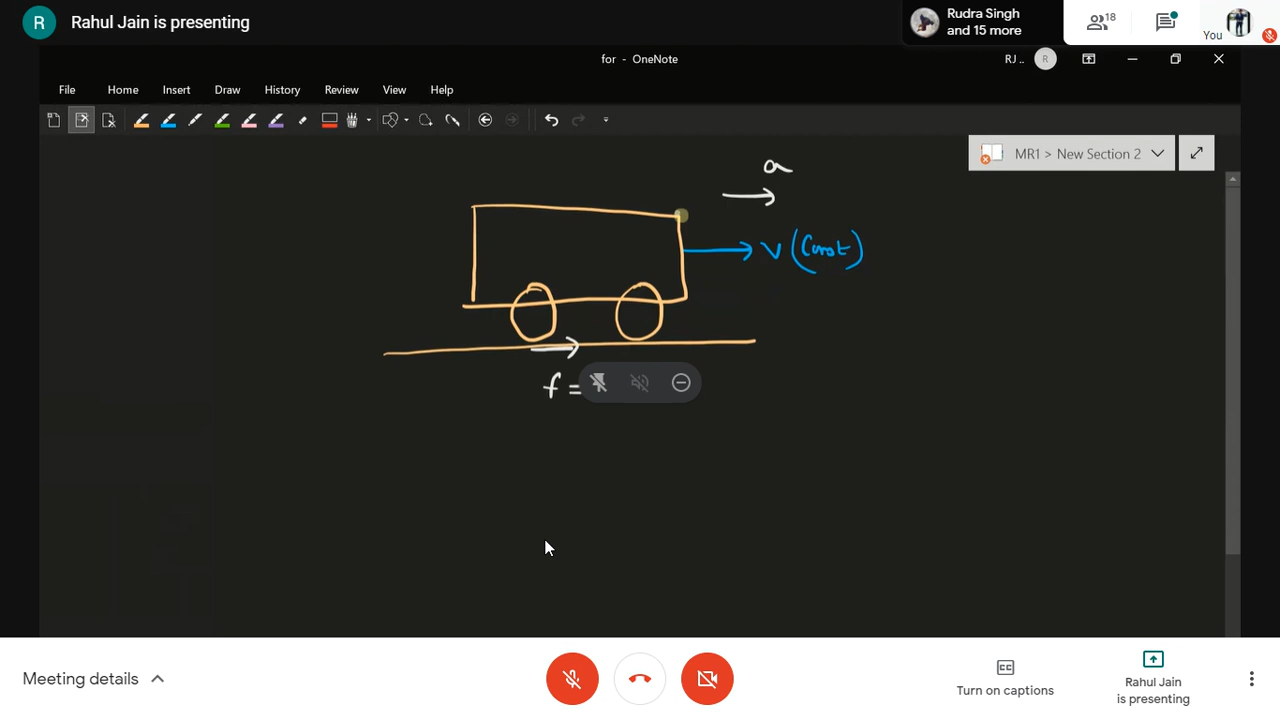 R Rahul Jain is presenting
Rudra Singh
and 15 more
18
You
for - OneNote
RJ ..
R
File Home Insert Draw History Review View Help
MR1 > New Section 2
a
v (const)
f =
Meeting details
Turn on captions
Rahul Jain
is presenting
CC